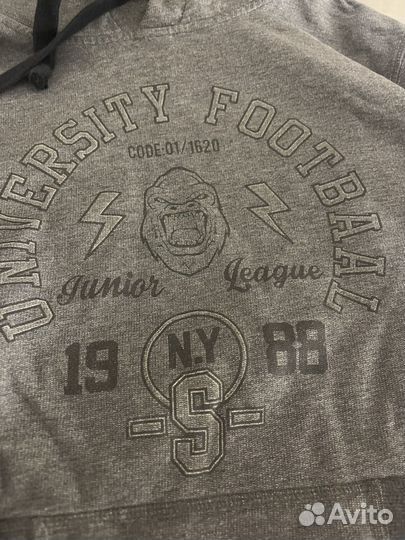 UNIVERSITY FOOTBAAL
CODE:01/1620
Junior League
19 N.Y 88
-S-
Avito